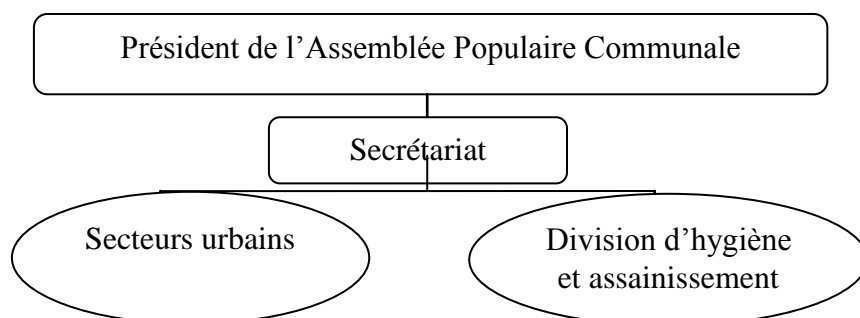 Président de l’Assemblée Populaire Communale
Secrétariat
Secteurs urbains
Division d’hygiène
et assainissement